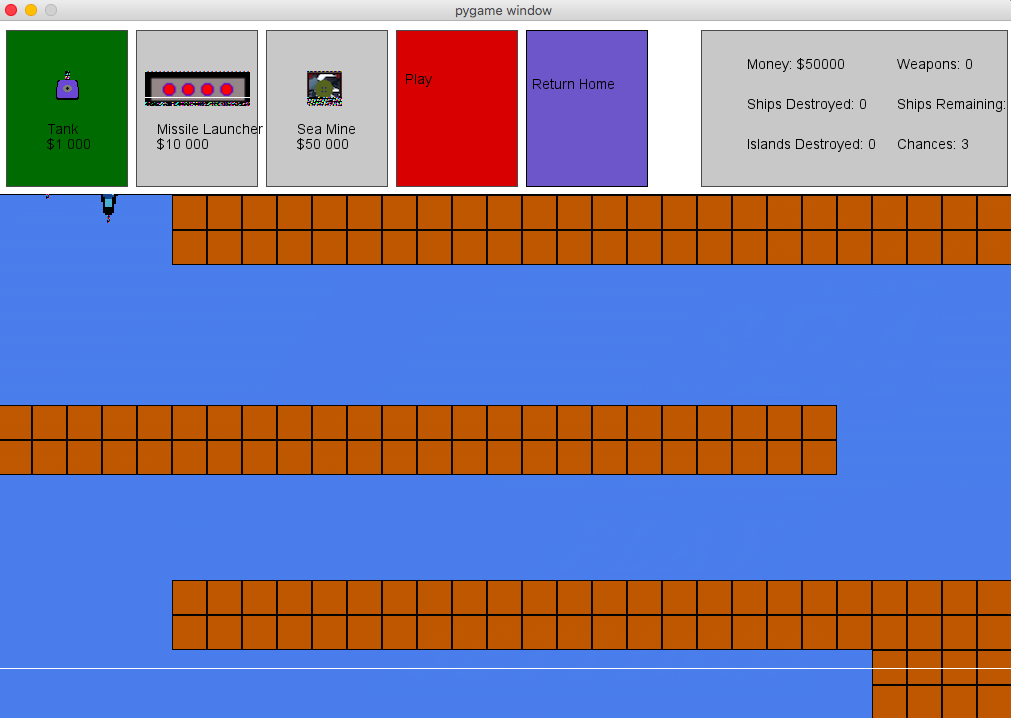 pygame window
Tank
$1 000
Missile Launcher
$10 000
Sea Mine
$50 000
Play
Return Home
Money: $50000
Weapons: 0
Ships Destroyed: 0
Ships Remaining:
Islands Destroyed: 0
Chances: 3